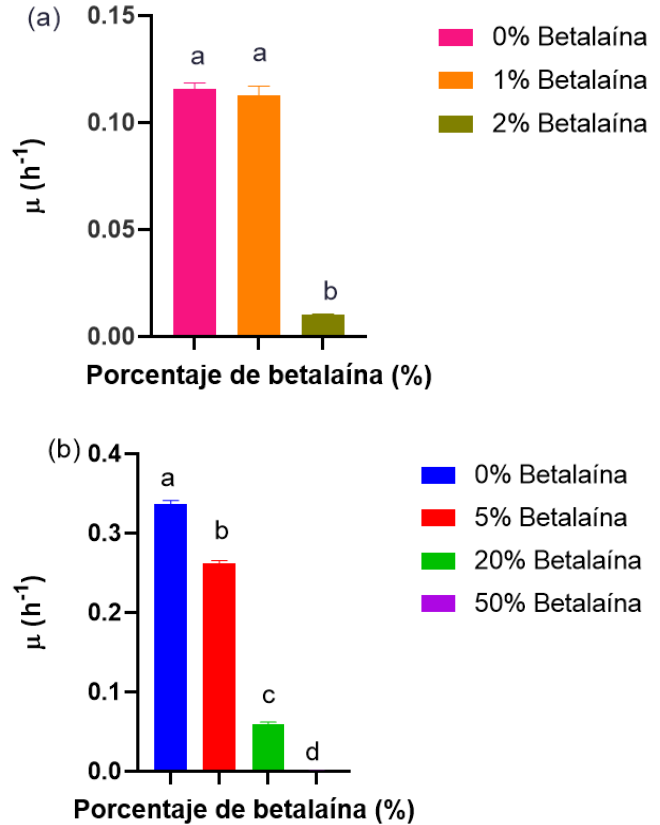 (a)
0.15
0.10
0.05
0.00
μ (h⁻¹)
a
a
b
Porcentaje de betalaína (%)
0% Betalaína
1% Betalaína
2% Betalaína
(b)
0.4
0.3
0.2
0.1
0.0
μ (h⁻¹)
a
b
c
d
Porcentaje de betalaína (%)
0% Betalaína
5% Betalaína
20% Betalaína
50% Betalaína